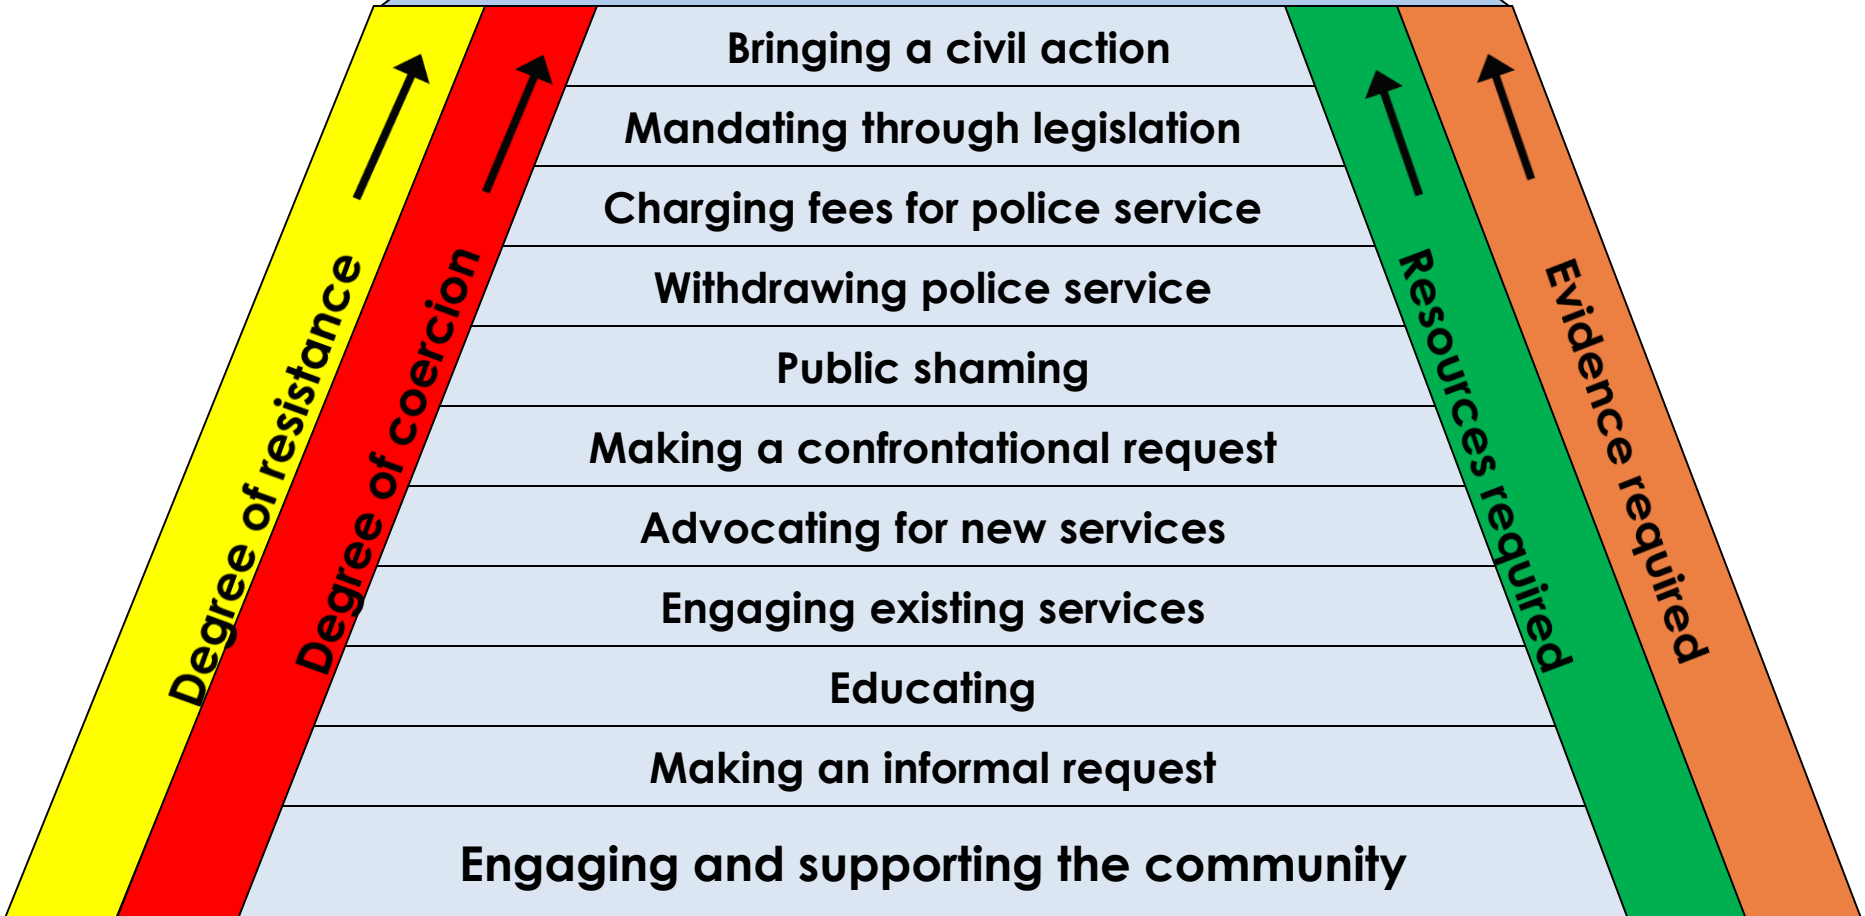 Bringing a civil action
Mandating through legislation
Charging fees for police service
Withdrawing police service
Public shaming
Making a confrontational request
Advocating for new services
Engaging existing services
Educating
Making an informal request
Engaging and supporting the community
Degree of resistance
Degree of coercion
Resources required
Evidence required